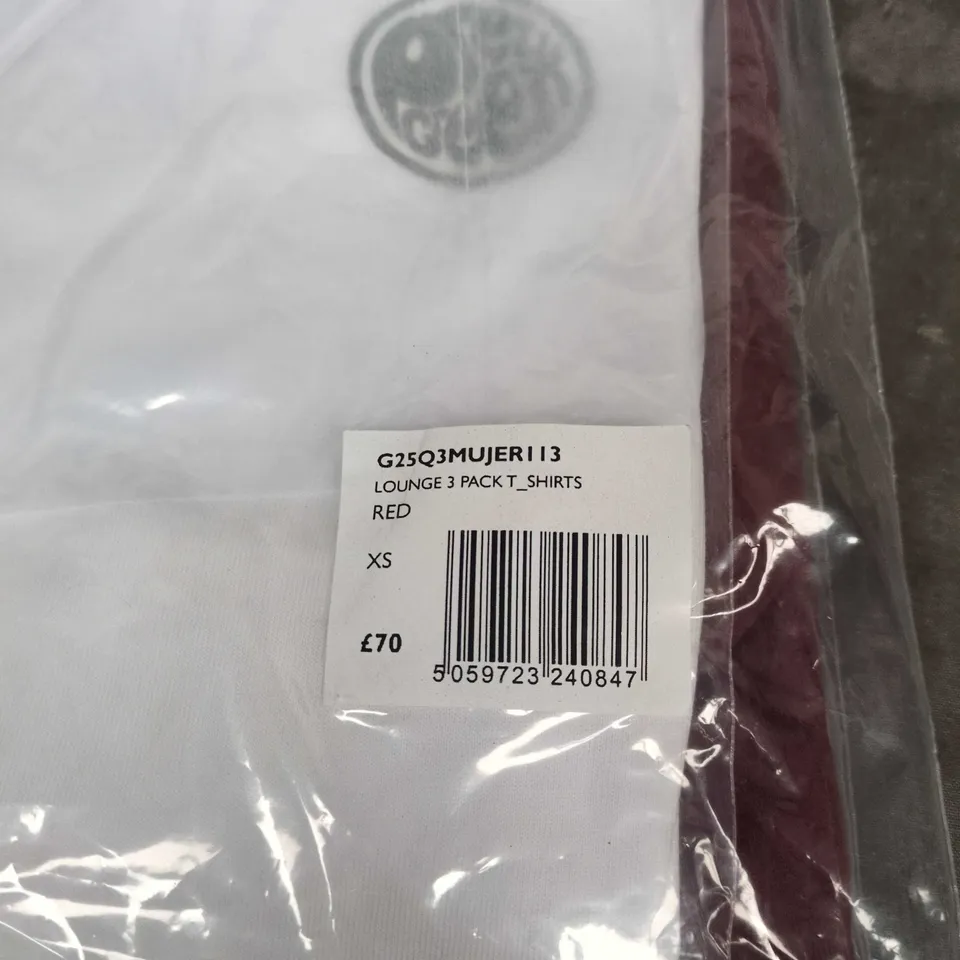 G25Q3MUJER113
LOUNGE 3 PACK T_SHIRTS
RED
XS
£70
5 059723 240847